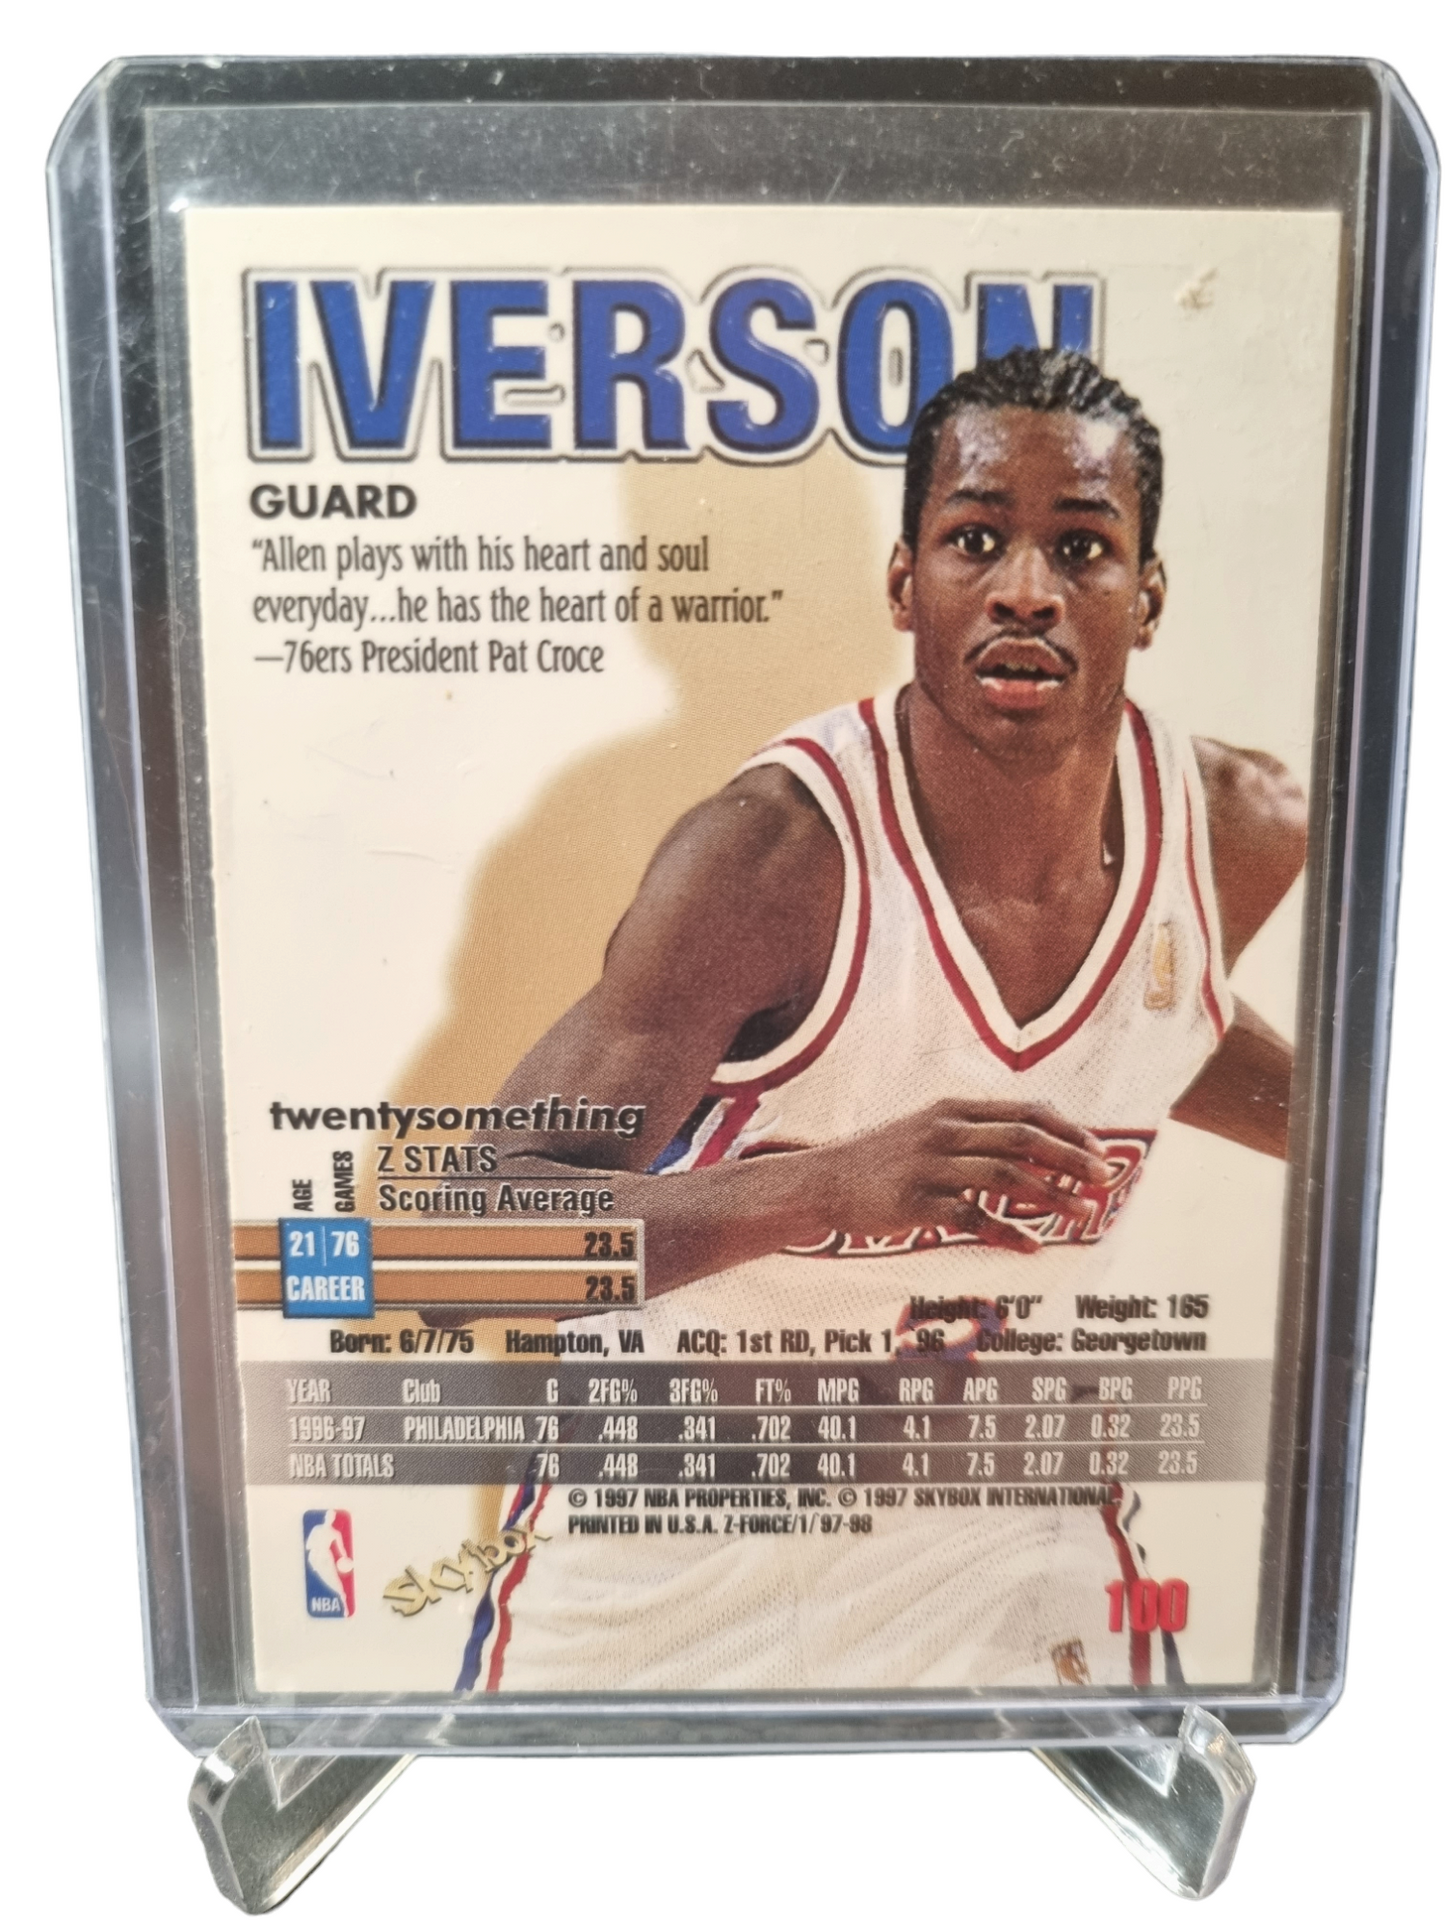 IVERSON
GUARD
“Allen plays with his heart and soul
everyday...he has the heart of a warrior.”
—76ers President Pat Croce
twentysomething
AGE
GAMES
Z STATS
Scoring Average
21 76 23.5
CAREER 23.5
Height: 6'0" Weight: 165
Born: 6/7/75 Hampton, VA ACQ: 1st RD, Pick 1, 96 College: Georgetown
YEAR Club G 2FG% 3FG% FT% MPG RPG APG SPG BPG PPG
1996-97 PHILADELPHIA 76 .448 .341 .702 40.1 4.1 7.5 2.07 0.32 23.5
NBA TOTALS 76 .448 .341 .702 40.1 4.1 7.5 2.07 0.32 23.5
© 1997 NBA PROPERTIES, INC. © 1997 SKYBOX INTERNATIONAL
PRINTED IN U.S.A. Z-FORCE/1/'97-98
NBA
SKYBOX
100